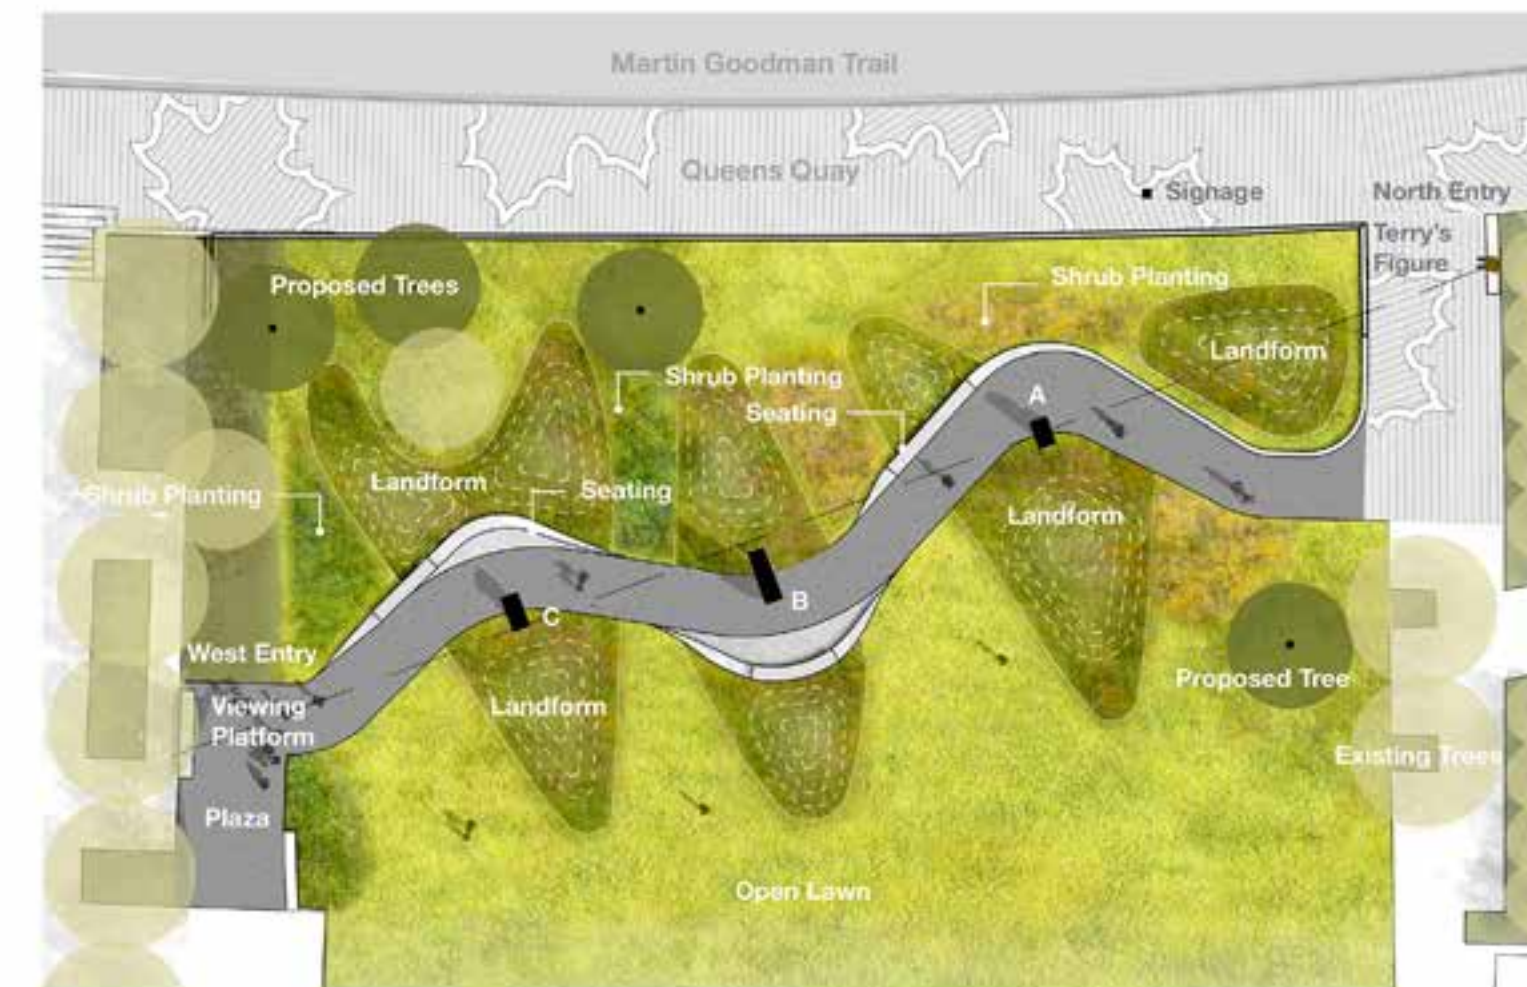 Martin Goodman Trail
Queens Quay
Signage
North Entry
Terry's
Figure
Proposed Trees
Shrub Planting
Landform
Shrub Planting
Seating
A
Landform
Seating
Shrub Planting
Landform
B
C
West Entry
Proposed Tree
Viewing
Platform
Landform
Existing Trees
Plaza
Open Lawn